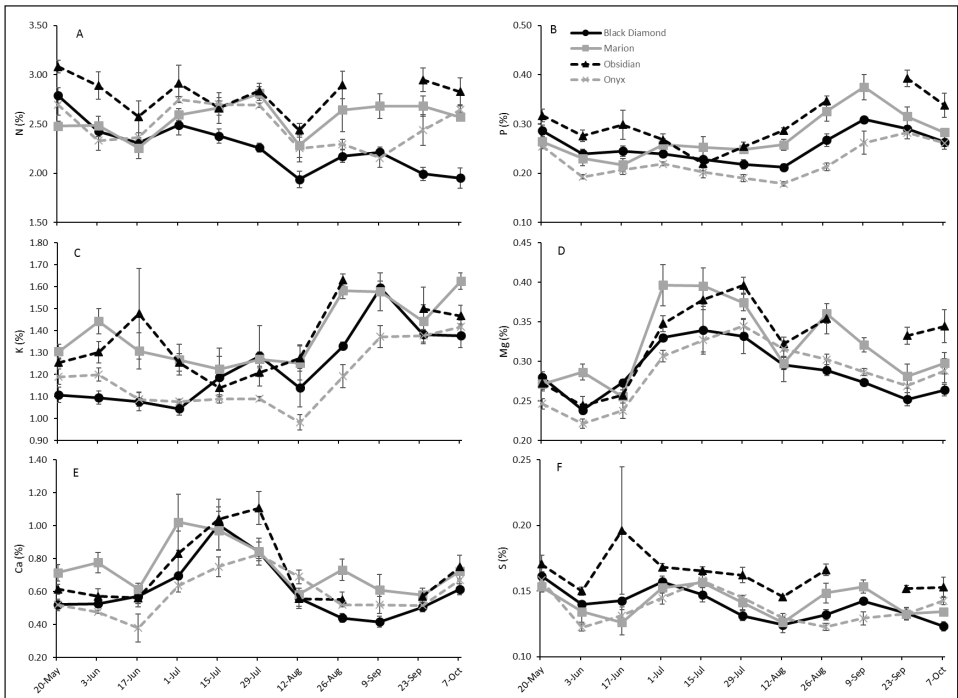 A
N (%)
3.50
3.00
2.50
2.00
1.50
B
P (%)
0.50
0.40
0.30
0.20
0.10
Black Diamond
Marion
Obsidian
Onyx
C
K (%)
1.80
1.70
1.60
1.50
1.40
1.30
1.20
1.10
1.00
0.90
D
Mg (%)
0.45
0.40
0.35
0.30
0.25
0.20
E
Ca (%)
1.40
1.20
1.00
0.80
0.60
0.40
0.20
20-May
3-Jun
17-Jun
1-Jul
15-Jul
29-Jul
12-Aug
26-Aug
9-Sep
23-Sep
7-Oct
F
S (%)
0.25
0.20
0.15
0.10
20-May
3-Jun
17-Jun
1-Jul
15-Jul
29-Jul
12-Aug
26-Aug
9-Sep
23-Sep
7-Oct